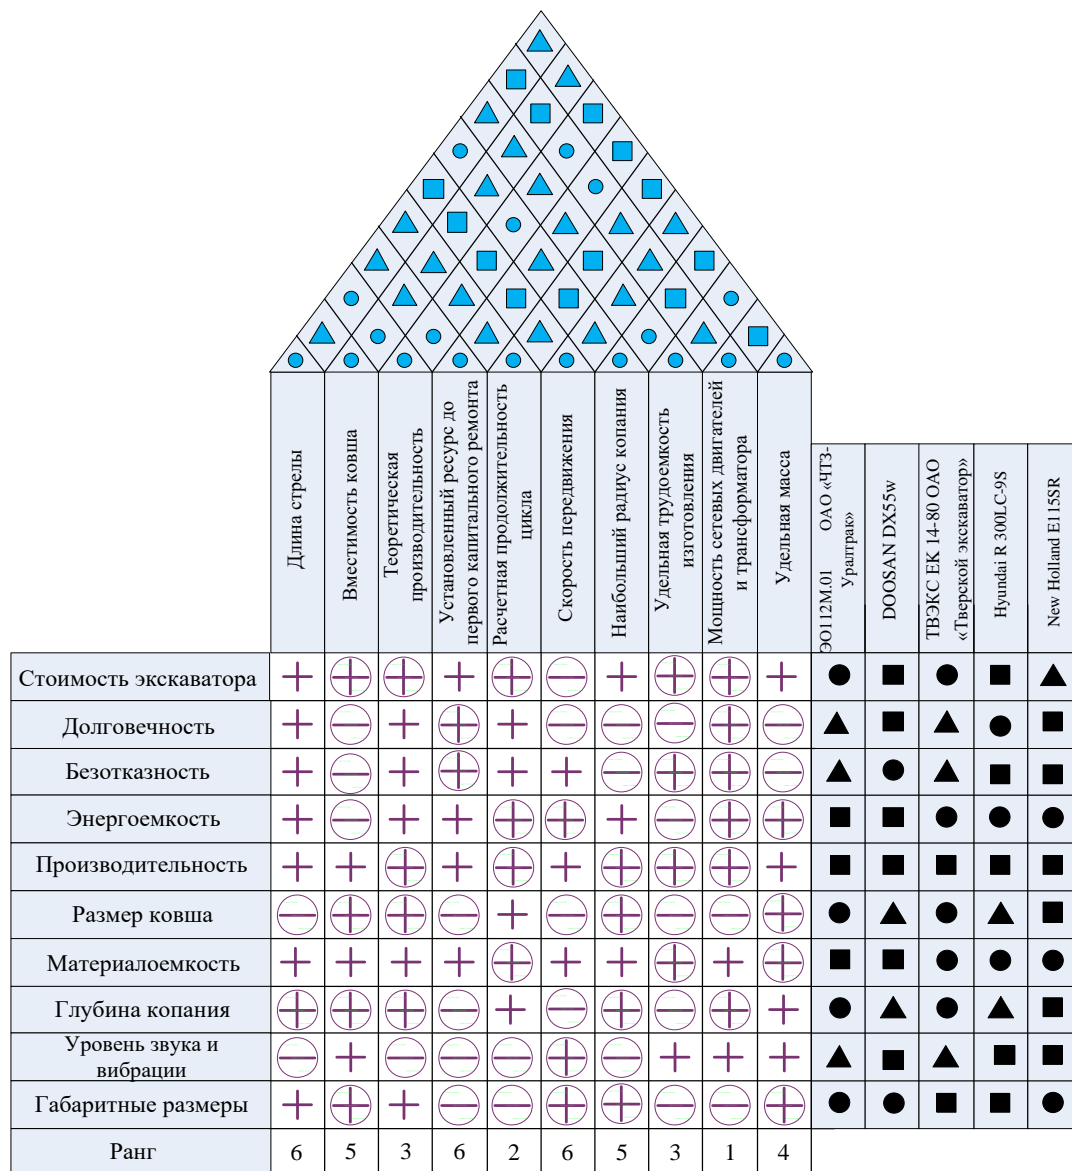 Длина стрелы
Вместимость ковша
Теоретическая
производительность
Установленный ресурс до
первого капитального ремонта
Расчетная продолжительность
цикла
Скорость передвижения
Наибольший радиус копания
Удельная трудоемкость
изготовления
Мощность сетевых двигателей
и трансформатора
Удельная масса
ЭО112М.01 ОАО «ЧТЗ-
Уралтрак»
DOOSAN DX55w
ТВЭКС ЕК 14-80 ОАО
«Тверской экскаватор»
Hyundai R 300LC-9S
New Holland E115SR
Стоимость экскаватора
Долговечность
Безотказность
Энергоемкость
Производительность
Размер ковша
Материалоемкость
Глубина копания
Уровень звука и
вибрации
Габаритные размеры
Ранг 6 5 3 6 2 6 5 3 1 4